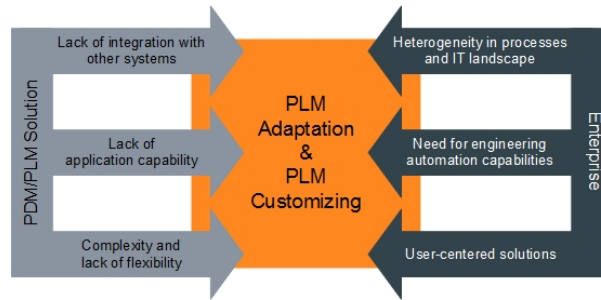 PDM/PLM Solution
Lack of integration with
other systems
Lack of
application capability
Complexity and
lack of flexibility
PLM
Adaptation
&
PLM
Customizing
Heterogeneity in processes
and IT landscape
Need for engineering
automation capabilities
User-centered solutions
Enterprise